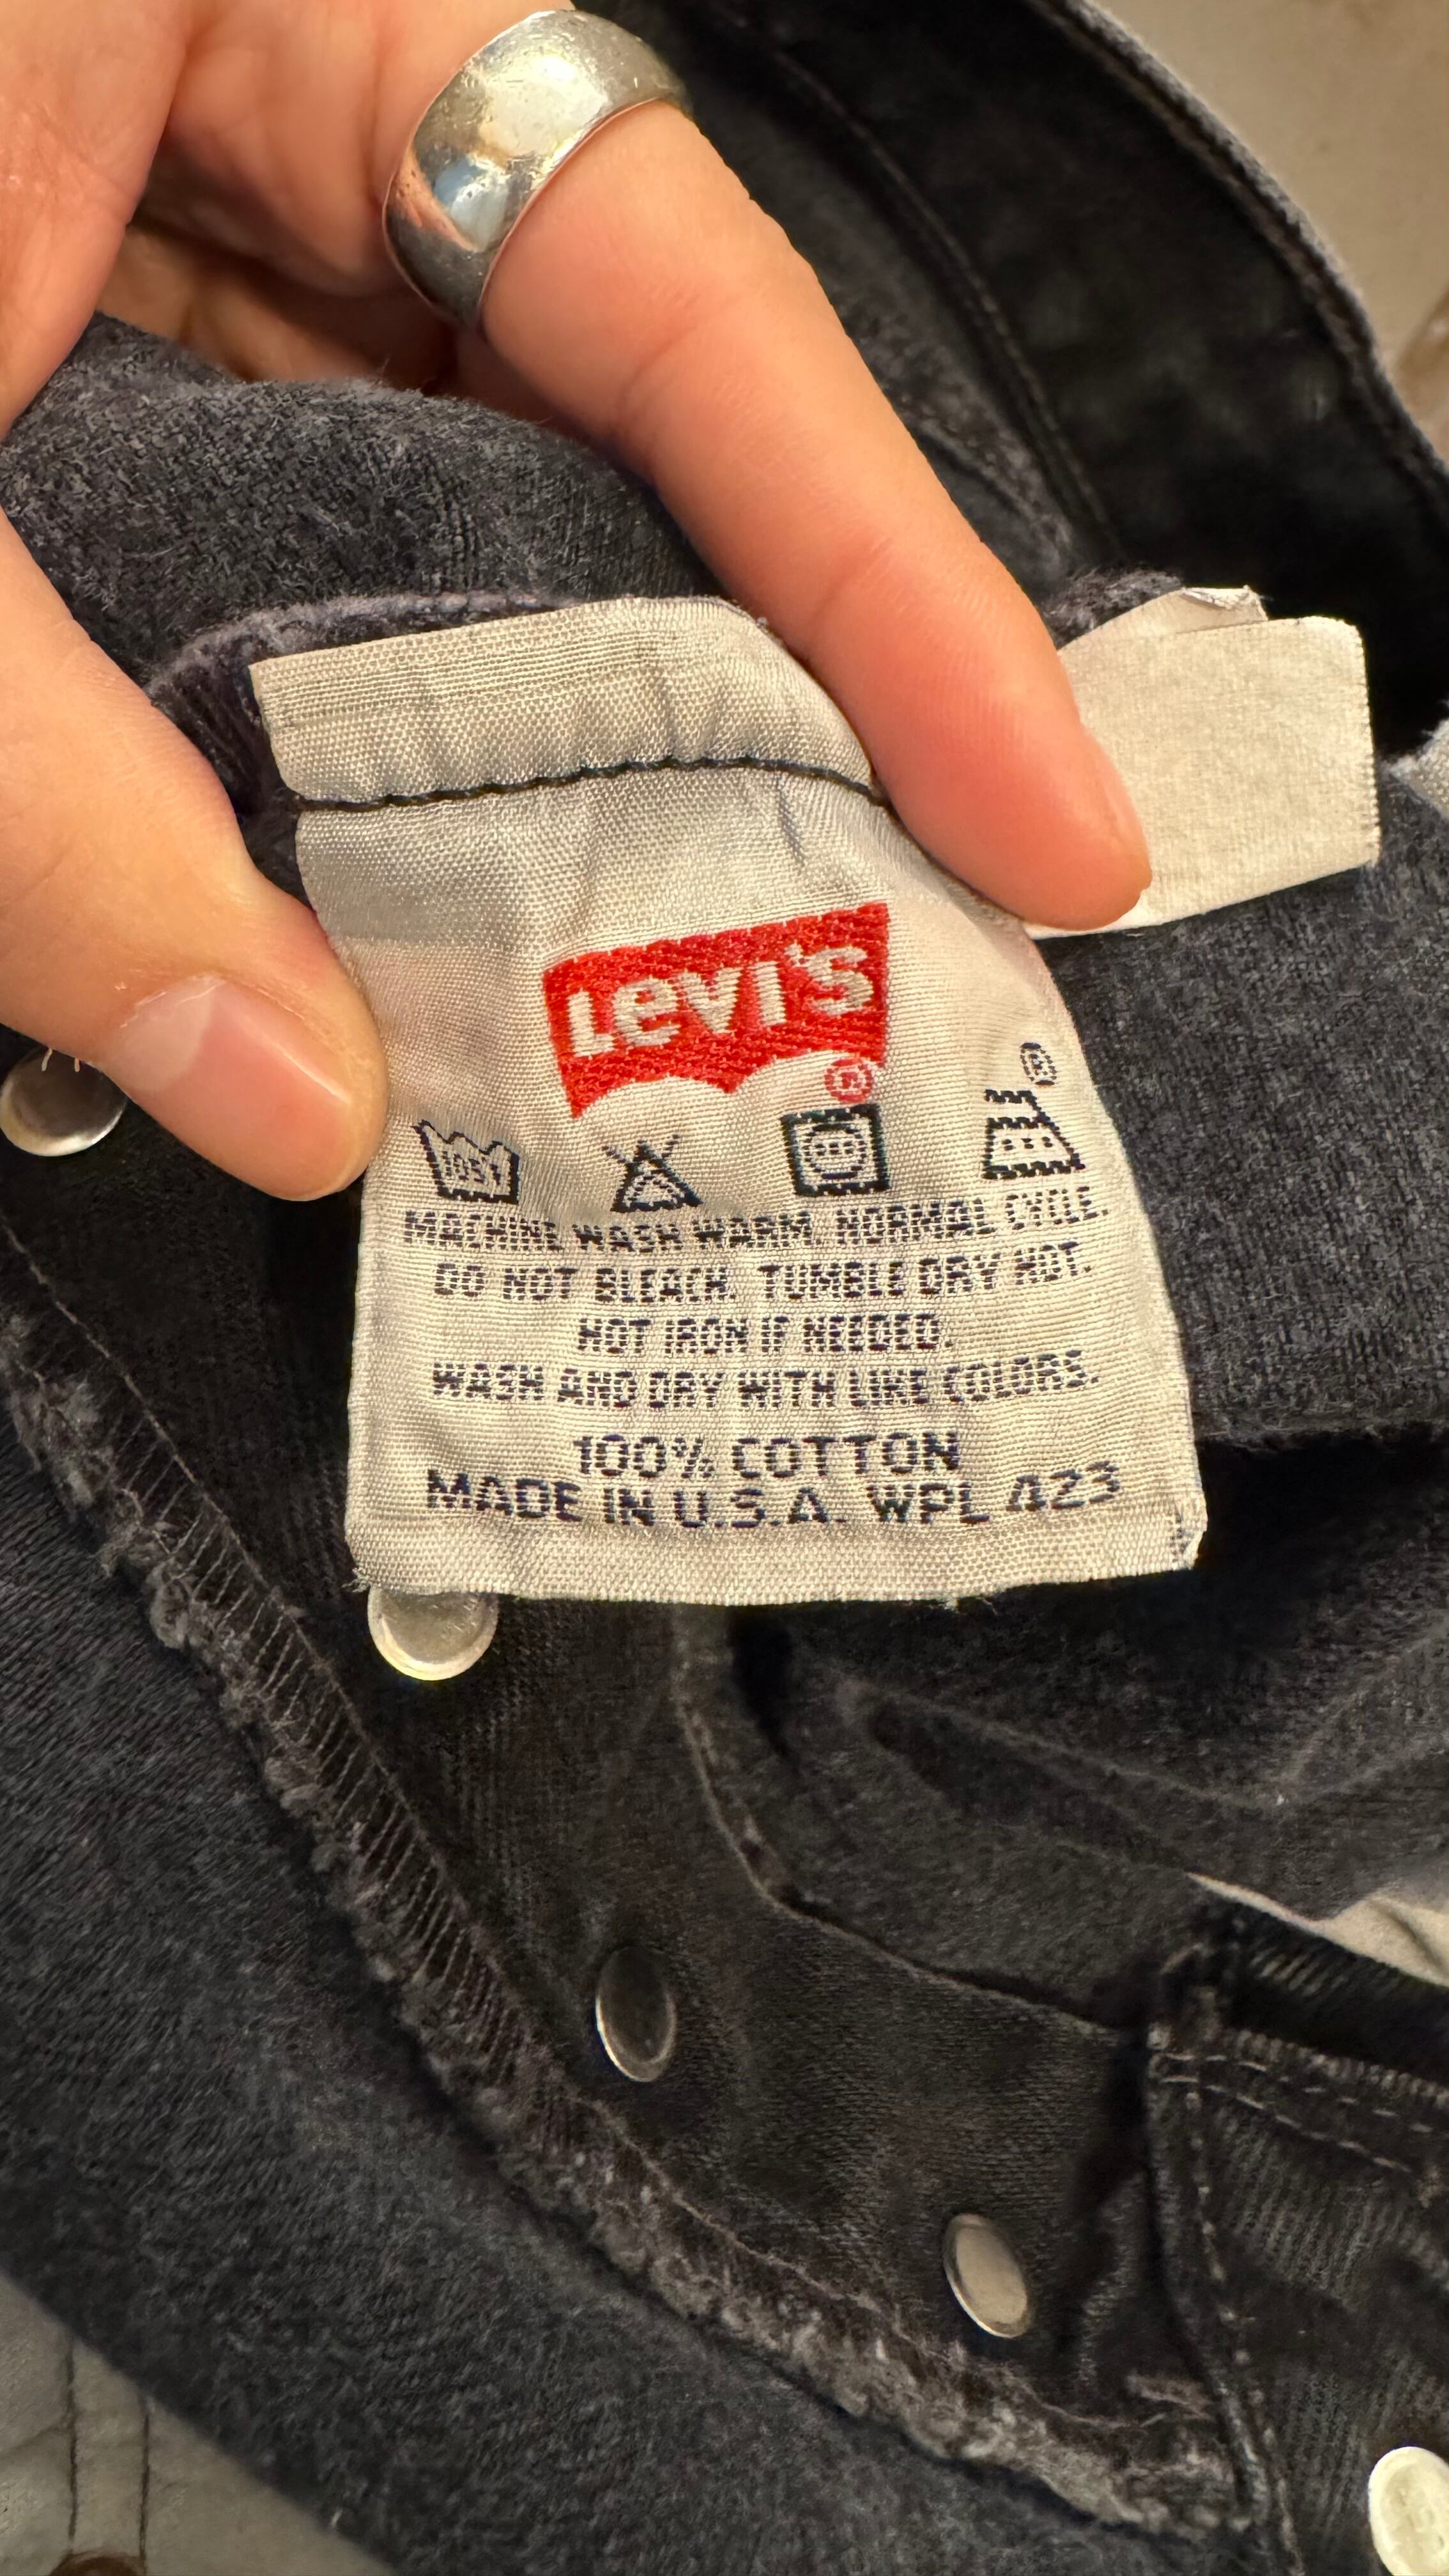 Levi's
®
®
105F
MACHINE WASH WARM. NORMAL CYCLE.
DO NOT BLEACH. TUMBLE DRY HOT.
HOT IRON IF NEEDED.
WASH AND DRY WITH LIKE COLORS.
100% COTTON
MADE IN U.S.A. WPL 423